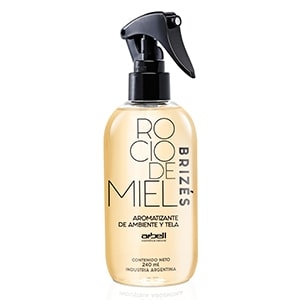 RO
CIO
DE
MIEL
BRIZÉS
AROMATIZANTE
DE AMBIENTE Y TELA
arbell
CONTENIDO NETO
240 ml
INDUSTRIA ARGENTINA